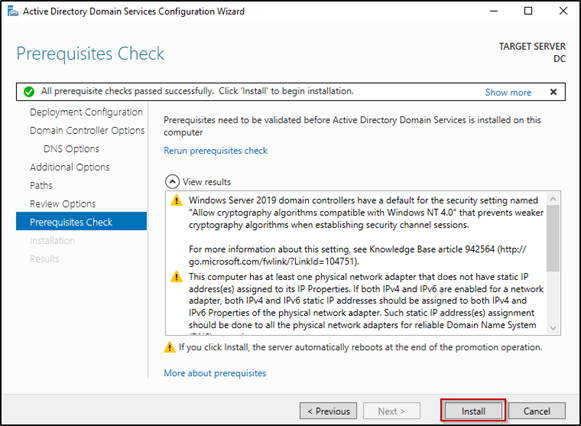 Active Directory Domain Services Configuration Wizard
Prerequisites Check
TARGET SERVER
DC
All prerequisite checks passed successfully. Click 'Install' to begin installation.
Show more
Deployment Configuration
Domain Controller Options
DNS Options
Additional Options
Paths
Review Options
Prerequisites Check
Installation
Results
Prerequisites need to be validated before Active Directory Domain Services is installed on this
computer
Rerun prerequisites check
View results
Windows Server 2019 domain controllers have a default for the security setting named
"Allow cryptography algorithms compatible with Windows NT 4.0" that prevents weaker
cryptography algorithms when establishing security channel sessions.
For more information about this setting, see Knowledge Base article 942564 (http://
go.microsoft.com/fwlink/?LinkId=104751).
This computer has at least one physical network adapter that does not have static IP
address(es) assigned to its IP Properties. If both IPv4 and IPv6 are enabled for a network
adapter, both IPv4 and IPv6 static IP addresses should be assigned to both IPv4 and
IPv6 Properties of the physical network adapter. Such static IP address(es) assignment
should be done to all the physical network adapters for reliable Domain Name System
If you click Install, the server automatically reboots at the end of the promotion operation.
More about prerequisites
< Previous
Next >
Install
Cancel